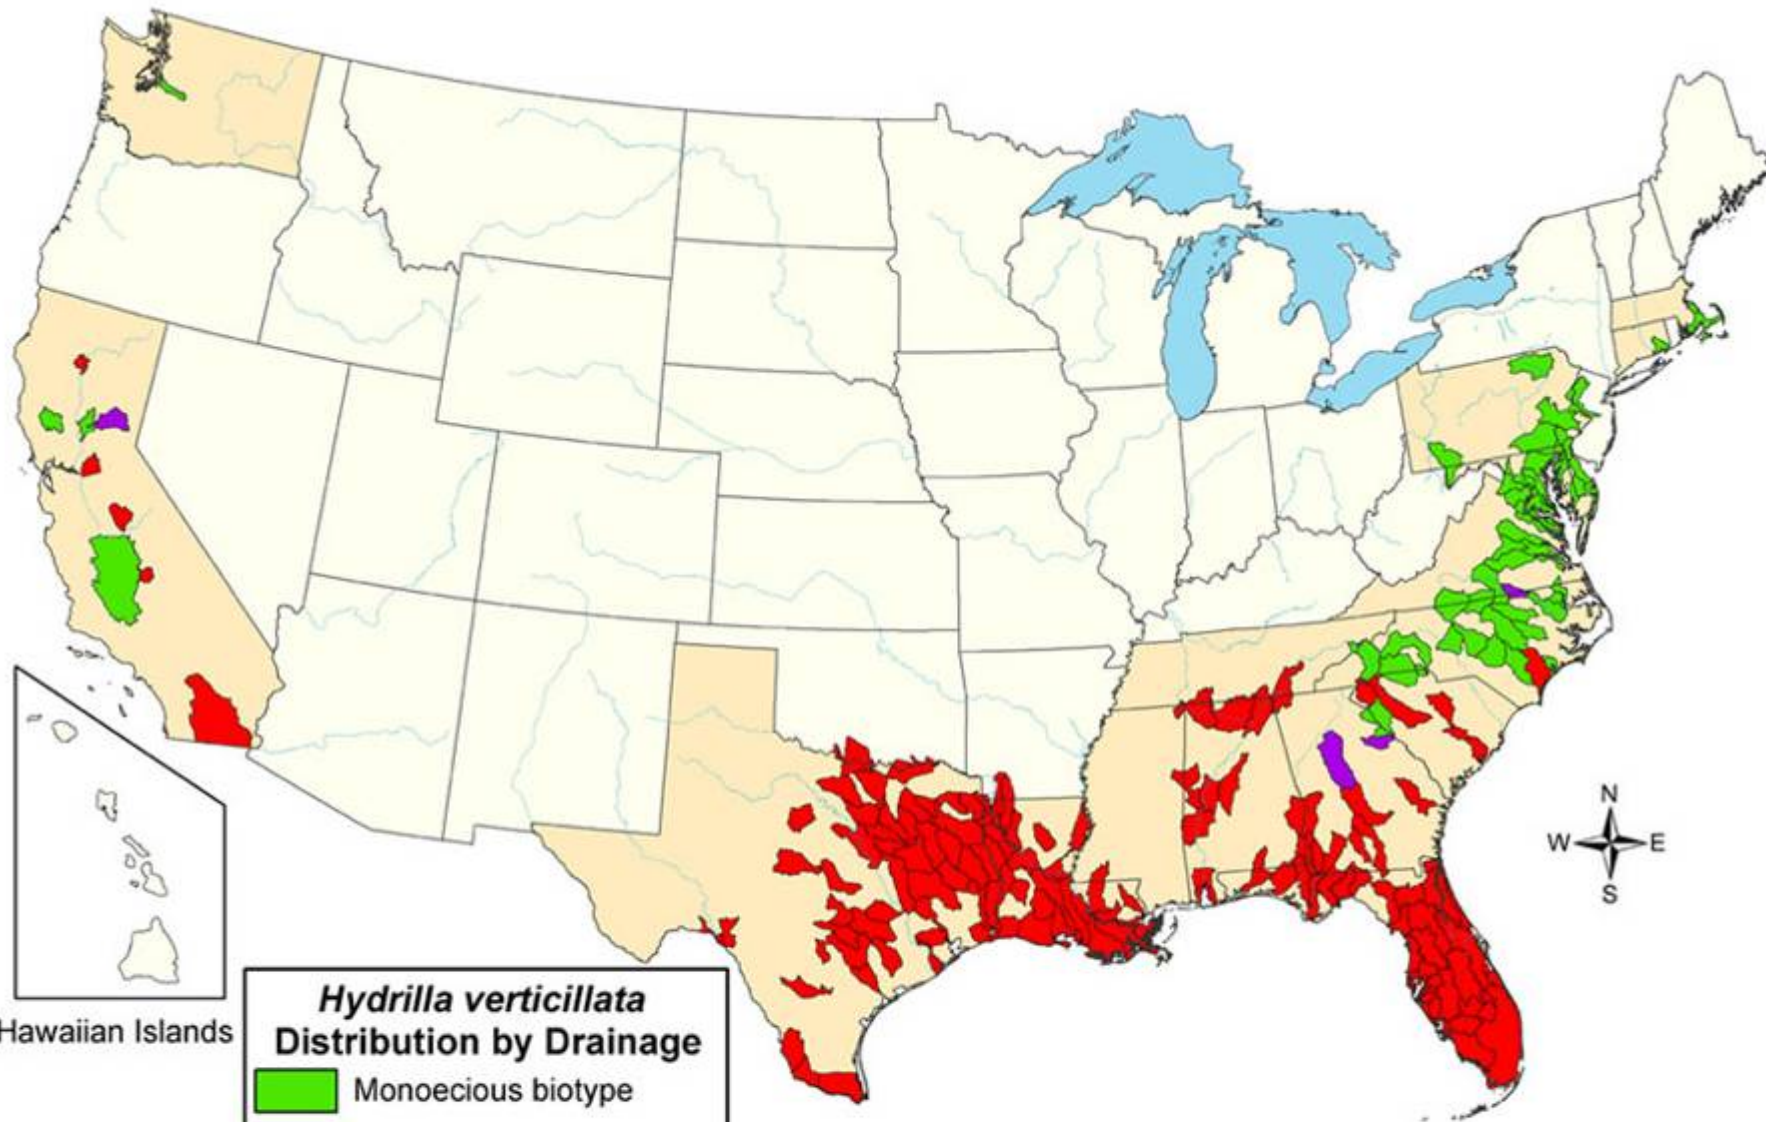 N
W E
S
Hawaiian Islands
Hydrilla verticillata
Distribution by Drainage
Monoecious biotype